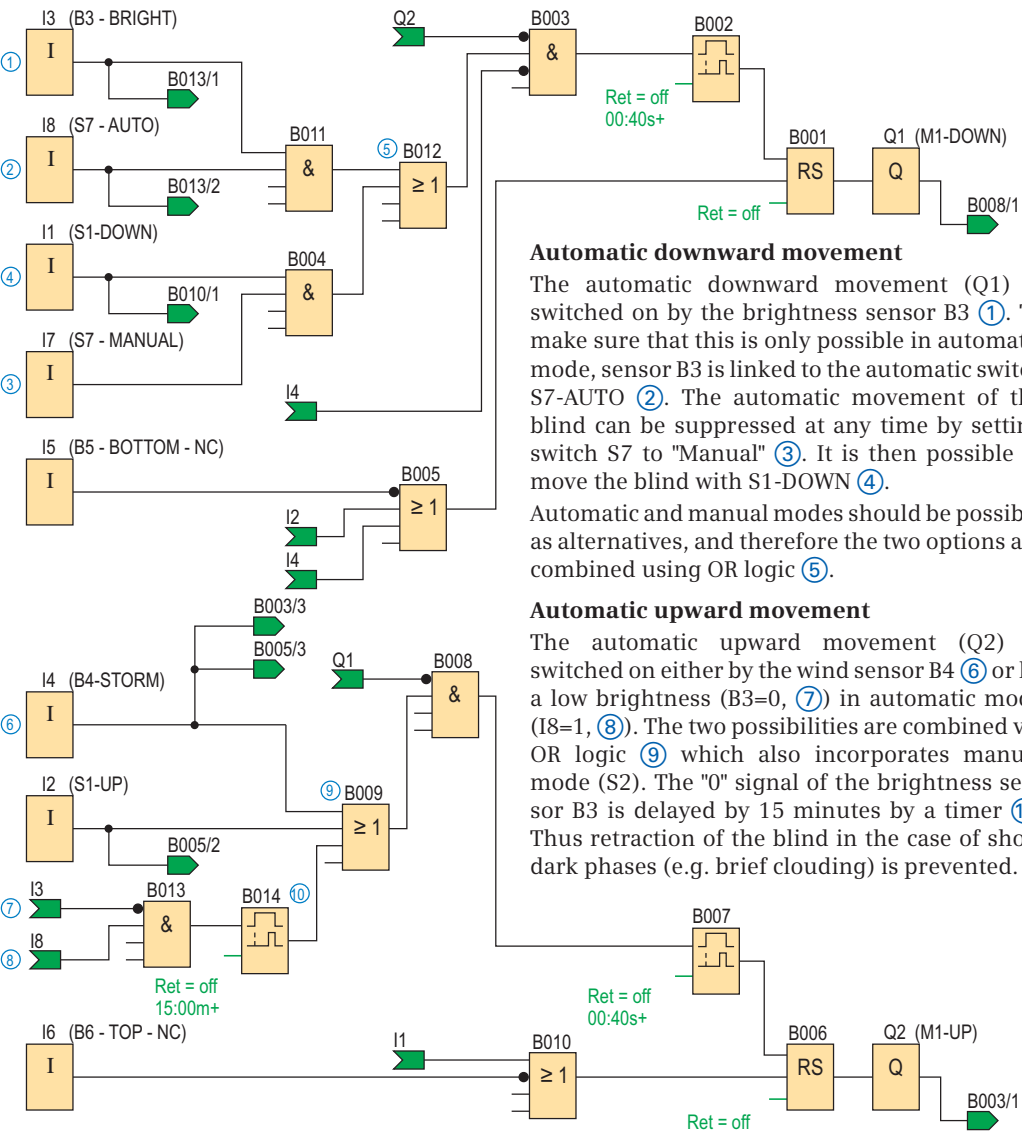 I3 (B3 - BRIGHT)
Q2
B003
B002
I
①
&
B013/1
Ret = off
00:40s+
I8 (S7 - AUTO)
B011
⑤ B012
B001
Q1 (M1-DOWN)
I
②
&
≥ 1
RS
Q
B013/2
Ret = off
B008/1
I1 (S1-DOWN)
B004
I
④
&
B010/1
I7 (S7 - MANUAL)
I
③
I4
I5 (B5 - BOTTOM - NC)
I
B005
≥ 1
I2
I4
Automatic downward movement
The automatic downward movement (Q1)
switched on by the brightness sensor B3 ①.
make sure that this is only possible in
mode, sensor B3 is linked to the automatic
S7-AUTO ②. The automatic movement of
blind can be suppressed at any time by
switch S7 to "Manual" ③. It is then possible
move the blind with S1-DOWN ④.
Automatic and manual modes should be
as alternatives, and therefore the two options
combined using OR logic ⑤.
Automatic upward movement
The automatic upward movement (Q2)
switched on either by the wind sensor B4 ⑥ or
a low brightness (B3=0, ⑦) in automatic
(I8=1, ⑧). The two possibilities are combined
OR logic ⑨ which also incorporates
mode (S2). The "0" signal of the brightness
sor B3 is delayed by 15 minutes by a timer
Thus retraction of the blind in the case of
dark phases (e.g. brief clouding) is prevented.
B003/3
B005/3
I4 (B4-STORM)
Q1
B008
I
⑥
&
I2 (S1-UP)
⑨ B009
I
≥ 1
B005/2
⑦ I3
B013
B014 ⑩
&
⑧ I8
Ret = off
15:00m+
B007
Ret = off
00:40s+
I6 (B6 - TOP - NC)
I1
B010
B006
Q2 (M1-UP)
I
≥ 1
RS
Q
Ret = off
B003/1